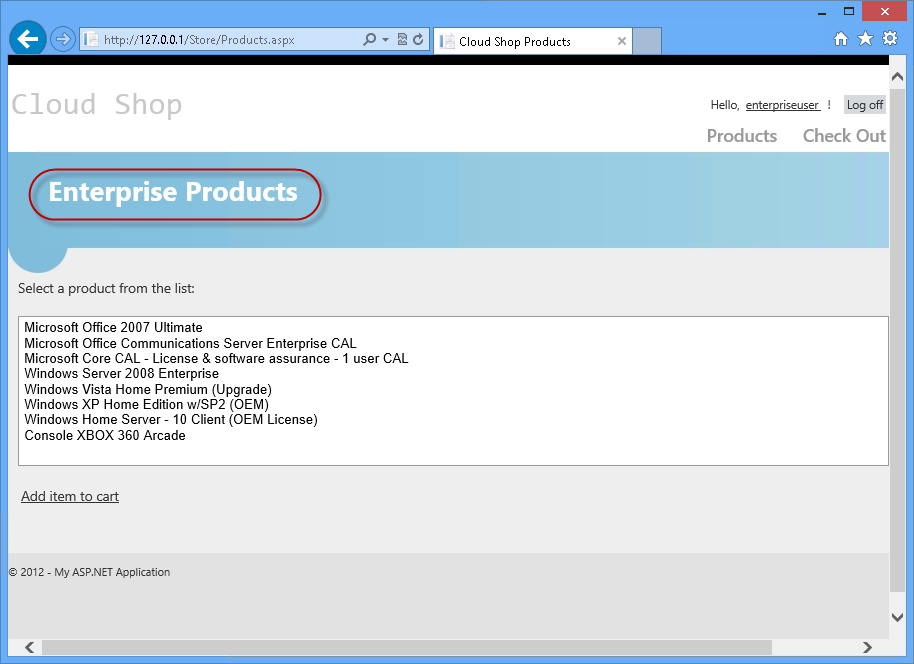 http://127.0.0.1/Store/Products.aspx
Cloud Shop Products
Cloud Shop
Hello, enterpriseuser ! Log off
Products Check Out
Enterprise Products
Select a product from the list:
Microsoft Office 2007 Ultimate
Microsoft Office Communications Server Enterprise CAL
Microsoft Core CAL - License & software assurance - 1 user CAL
Windows Server 2008 Enterprise
Windows Vista Home Premium (Upgrade)
Windows XP Home Edition w/SP2 (OEM)
Windows Home Server - 10 Client (OEM License)
Console XBOX 360 Arcade
Add item to cart
© 2012 - My ASP.NET Application